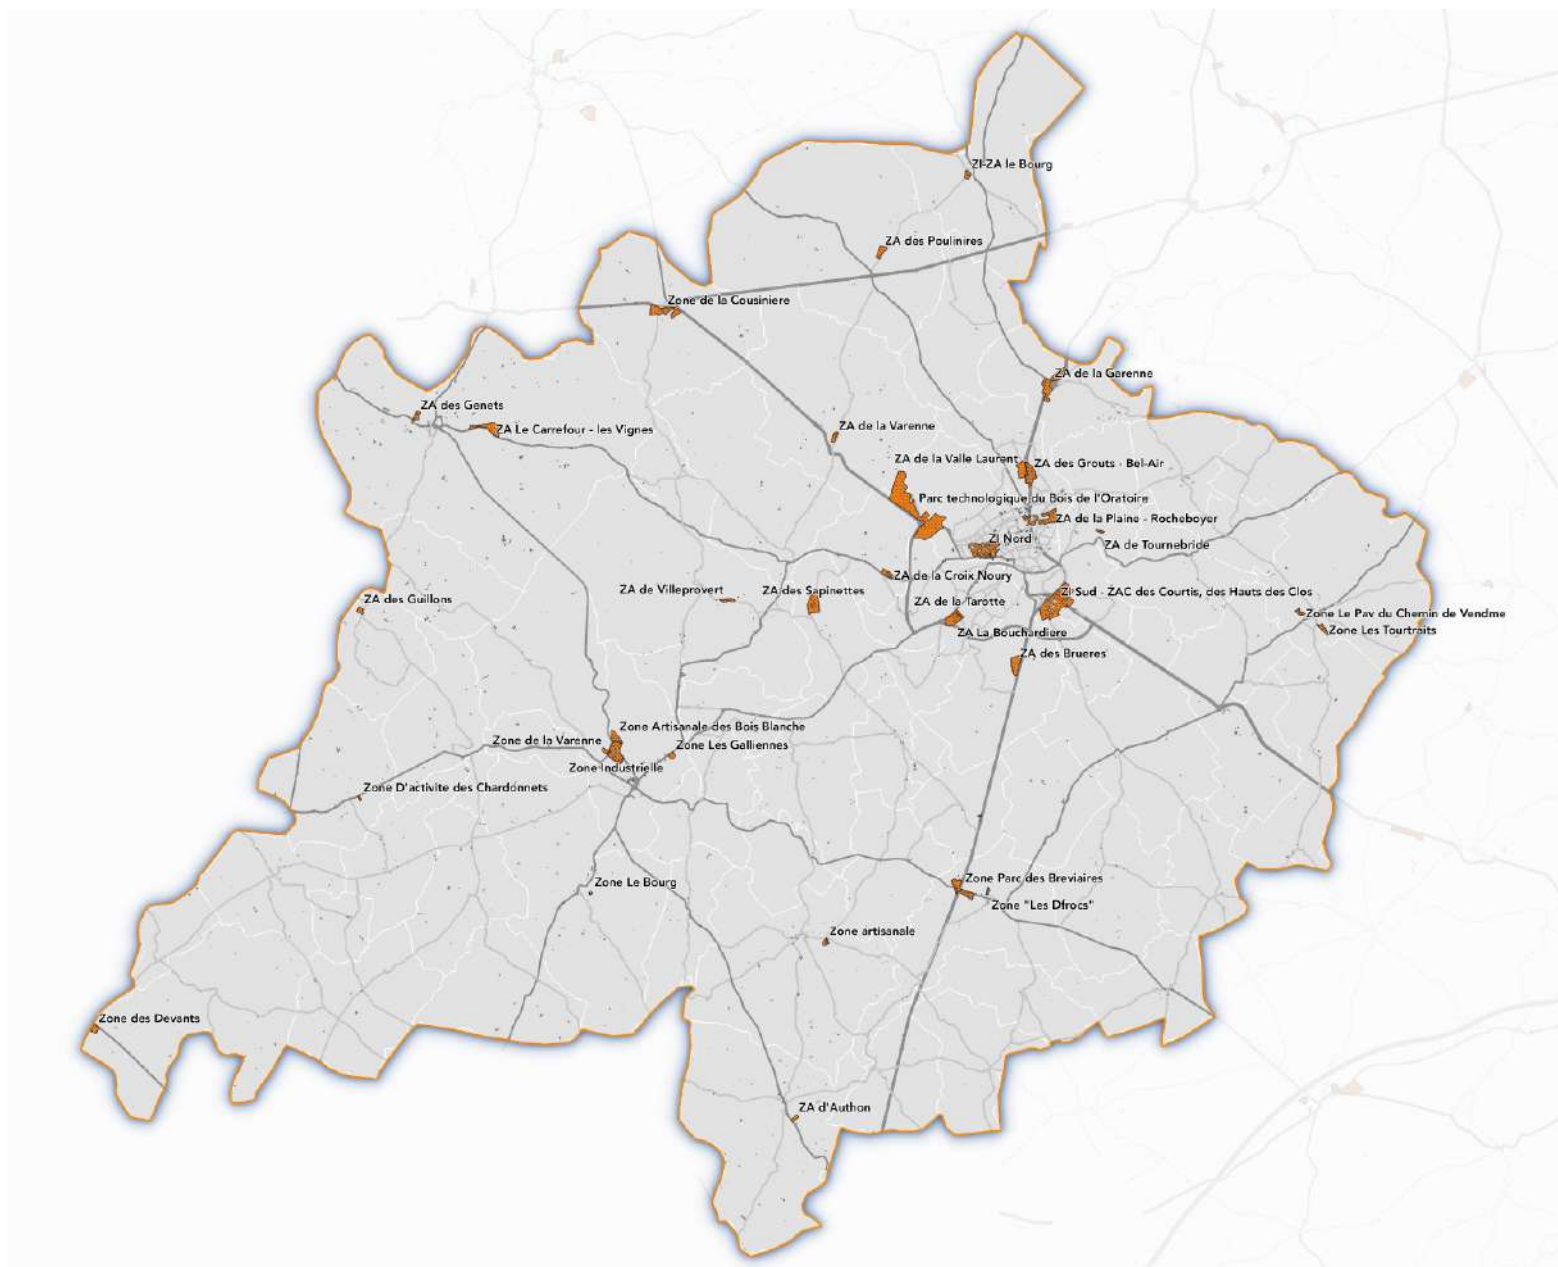 ZI-ZA le Bourg
ZA des Poulinires
Zone de la Cousiniere
ZA de la Garenne
ZA des Genets
ZA Le Carrefour - les Vignes
ZA de la Varenne
ZA de la Valle Laurent
ZA des Grouts - Bel-Air
Parc technologique du Bois de l'Oratoire
ZA de la Plaine - Rocheboyer
ZI Nord
ZA de Tournebride
ZA de la Croix Noury
ZA de Villeprovert
ZA des Sapinettes
ZI Sud - ZAC des Courtis, des Hauts des Clos
ZA des Guillons
ZA de la Tarotte
Zone Le Pav du Chemin de Vendme
Zone Les Tourtraits
ZA La Bouchardiere
ZA des Brueres
Zone Artisanale des Bois Blanche
Zone de la Varenne
Zone Les Galliennes
Zone Industrielle
Zone D'activite des Chardonnets
Zone Le Bourg
Zone Parc des Breviaires
Zone "Les Dfrocs"
Zone artisanale
Zone des Devants
ZA d'Authon